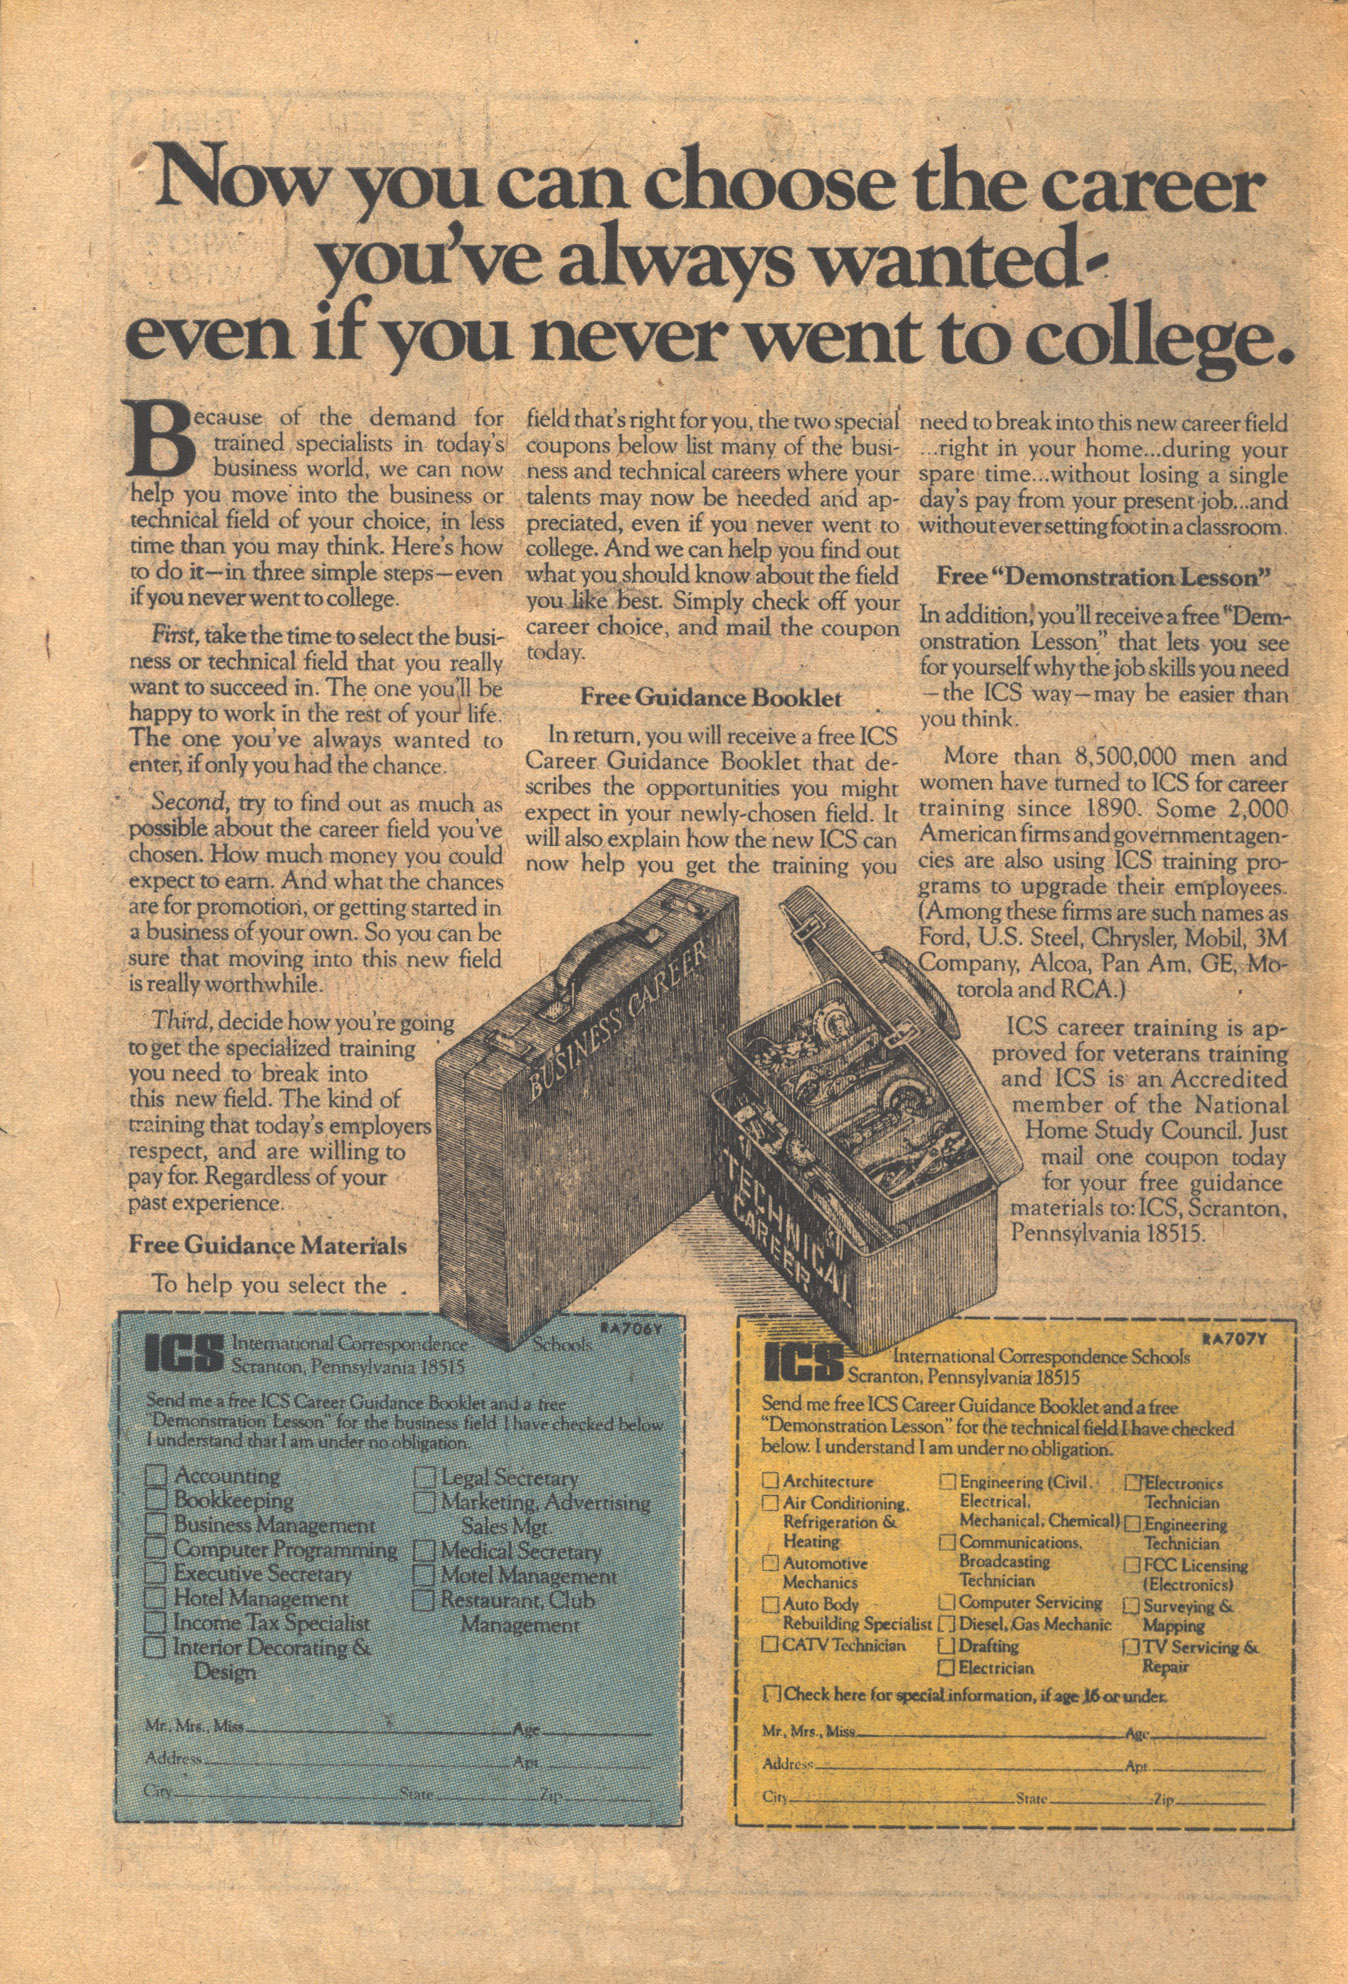 Now you can choose the career
you've always wanted-
even if you never went to college.
Because of the demand for
trained specialists in today's
business world, we can now
help you move into the business or
technical field of your choice, in less
time than you may think. Here's how
to do it—in three simple steps—even
if you never went to college.
First, take the time to select the busi-
ness or technical field that you really
want to succeed in. The one you'll be
happy to work in the rest of your life.
The one you've always wanted to
enter, if only you had the chance.
Second, try to find out as much as
possible about the career field you've
chosen. How much money you could
expect to earn. And what the chances
are for promotion, or getting started in
a business of your own. So you can be
sure that moving into this new field
is really worthwhile.
Third, decide how you're going
to get the specialized training
you need to break into
this new field. The kind of
training that today's employers
respect, and are willing to
pay for. Regardless of your
past experience.
Free Guidance Materials
To help you select the
field that's right for you, the two special
coupons below list many of the busi-
ness and technical careers where your
talents may now be needed and ap-
preciated, even if you never went to
college. And we can help you find out
what you should know about the field
you like best. Simply check off your
career choice, and mail the coupon
today.
Free Guidance Booklet
In return, you will receive a free ICS
Career Guidance Booklet that de-
scribes the opportunities you might
expect in your newly-chosen field. It
will also explain how the new ICS can
now help you get the training you
need to break into this new career field
...right in your home...during your
spare time...without losing a single
day's pay from your present job...and
without ever setting foot in a classroom.
Free "Demonstration Lesson"
In addition, you'll receive a free "Dem-
onstration Lesson" that lets you see
for yourself why the job skills you need
—the ICS way—may be easier than
you think.
More than 8,500,000 men and
women have turned to ICS for career
training since 1890. Some 2,000
American firms and government agen-
cies are also using ICS training pro-
grams to upgrade their employees.
(Among these firms are such names as
Ford, U.S. Steel, Chrysler, Mobil, 3M
Company, Alcoa, Pan Am, GE, Mo-
torola and RCA.)
ICS career training is ap-
proved for veterans training
and ICS is an Accredited
member of the National
Home Study Council. Just
mail one coupon today
for your free guidance
materials to: ICS, Scranton,
Pennsylvania 18515.
BUSINESS CAREER
TECHNICAL
CAREER
RA706Y
ICS International Correspondence Schools
Scranton, Pennsylvania 18515
Send me a free ICS Career Guidance Booklet and a free
"Demonstration Lesson" for the business field I have checked below
I understand that I am under no obligation.
Accounting
Bookkeeping
Business Management
Computer Programming
Executive Secretary
Hotel Management
Income Tax Specialist
Interior Decorating &
Design
Legal Secretary
Marketing, Advertising
Sales Mgt.
Medical Secretary
Motel Management
Restaurant, Club
Management
Mr., Mrs., Miss Age
Address Apt
City State Zip
RA707Y
ICS International Correspondence Schools
Scranton, Pennsylvania 18515
Send me free ICS Career Guidance Booklet and a free
"Demonstration Lesson" for the technical field I have checked
below. I understand I am under no obligation.
Architecture
Air Conditioning,
Refrigeration &
Heating
Automotive
Mechanics
Auto Body
Rebuilding Specialist
CATV Technician
Engineering (Civil,
Electrical,
Mechanical, Chemical)
Communications,
Broadcasting
Technician
Computer Servicing
Diesel, Gas Mechanic
Drafting
Electrician
Electronics
Technician
Engineering
Technician
FCC Licensing
(Electronics)
Surveying &
Mapping
TV Servicing &
Repair
Check here for special information, if age 16 or under.
Mr., Mrs., Miss Age
Address Apt
City State Zip